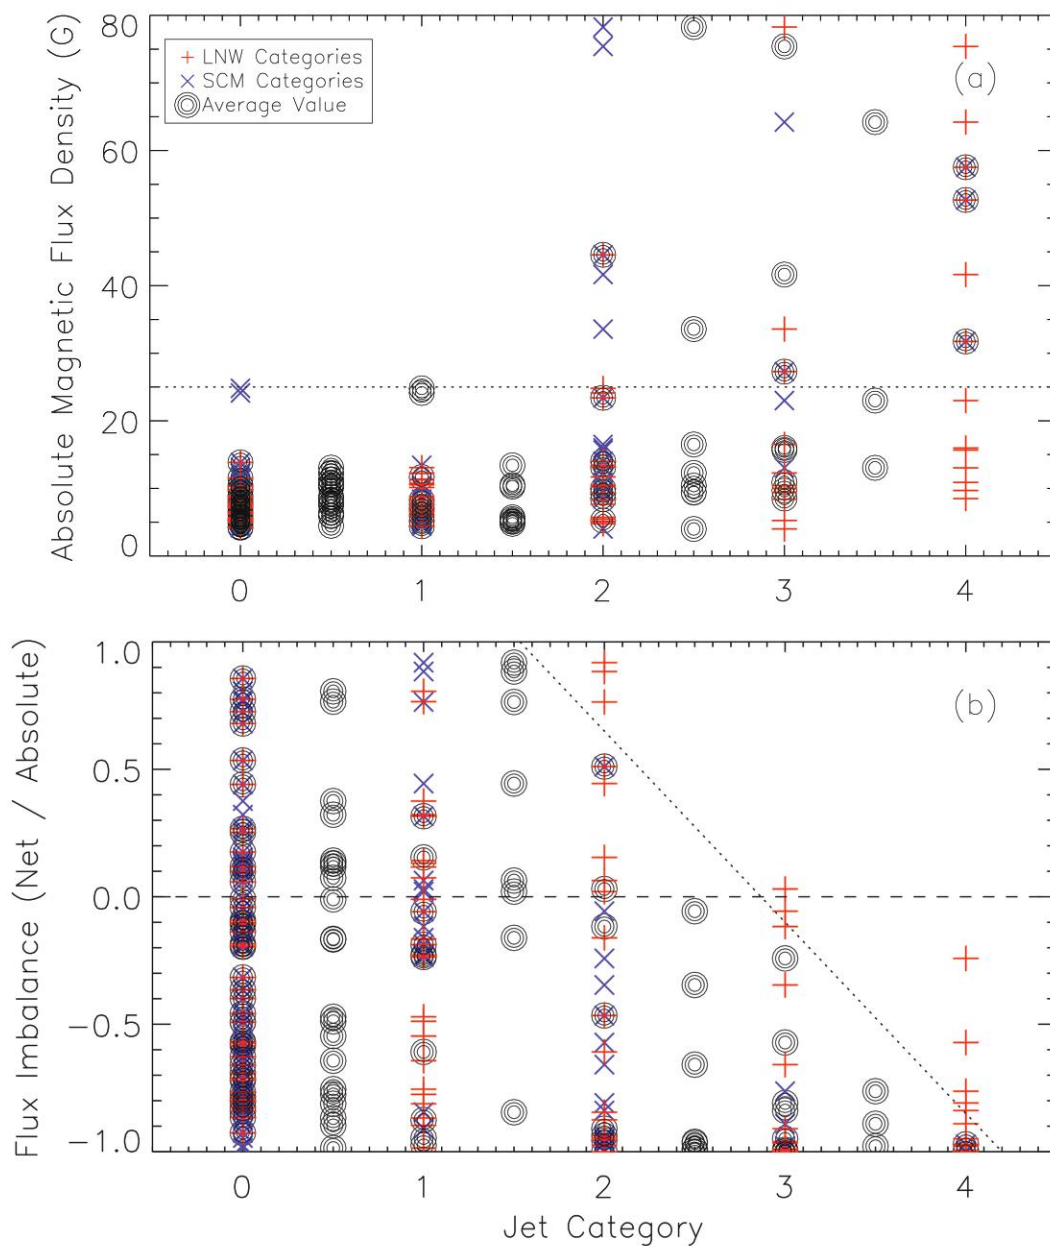 Absolute Magnetic Flux Density (G)
80
60
40
20
0
+ LNW Categories
× SCM Categories
Average Value
(a)
0 1 2 3 4
Flux Imbalance (Net / Absolute)
1.0
0.5
0.0
−0.5
−1.0
(b)
0 1 2 3 4
Jet Category